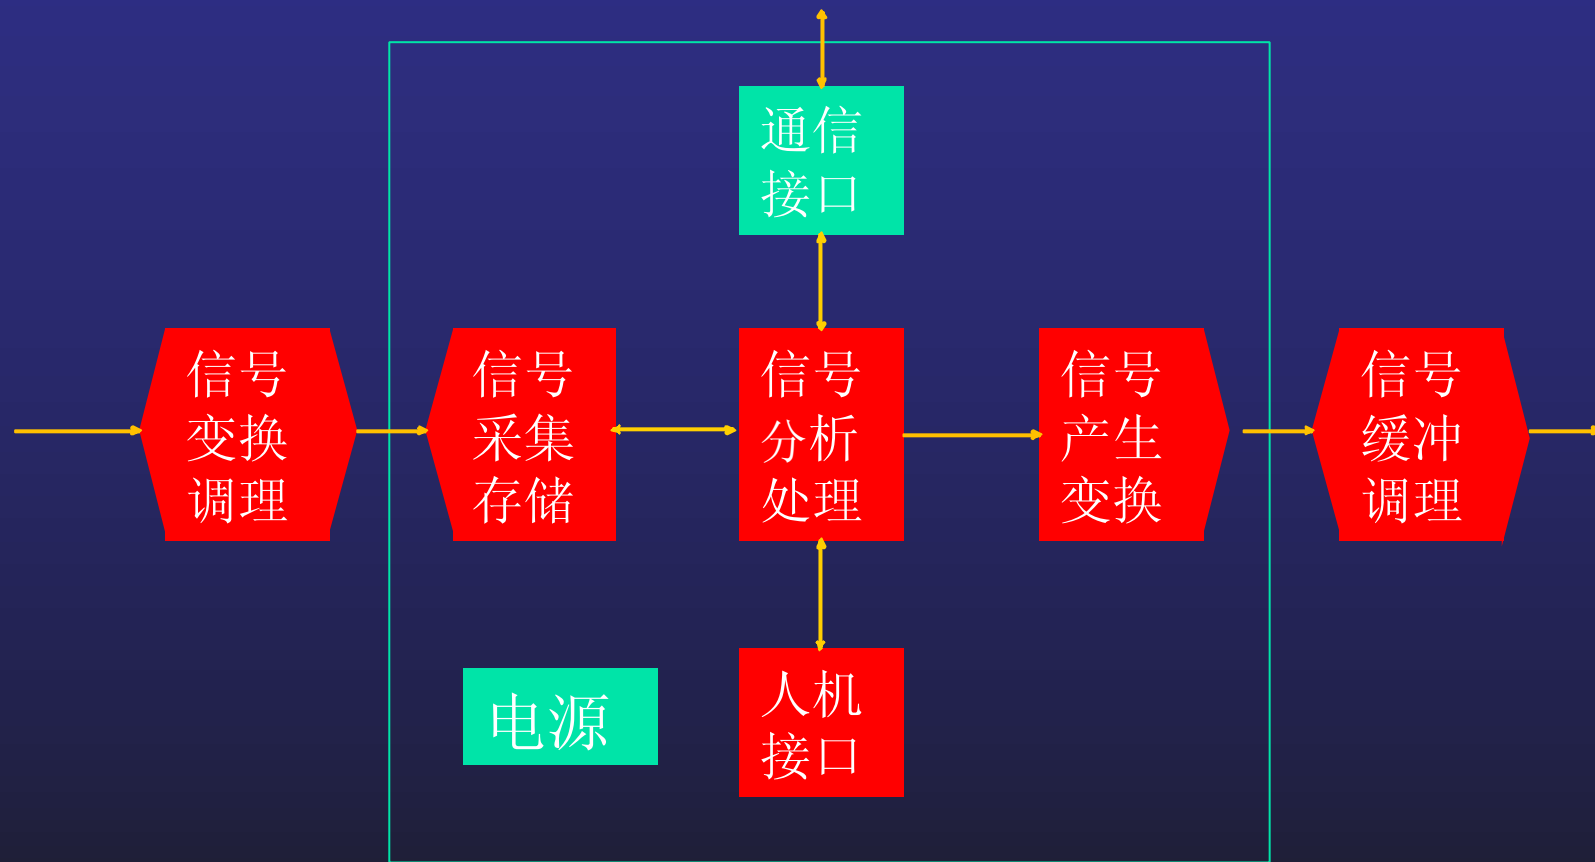 通信
接口
信号
变换
调理
信号
采集
存储
信号
分析
处理
信号
产生
变换
信号
缓冲
调理
电源
人机
接口